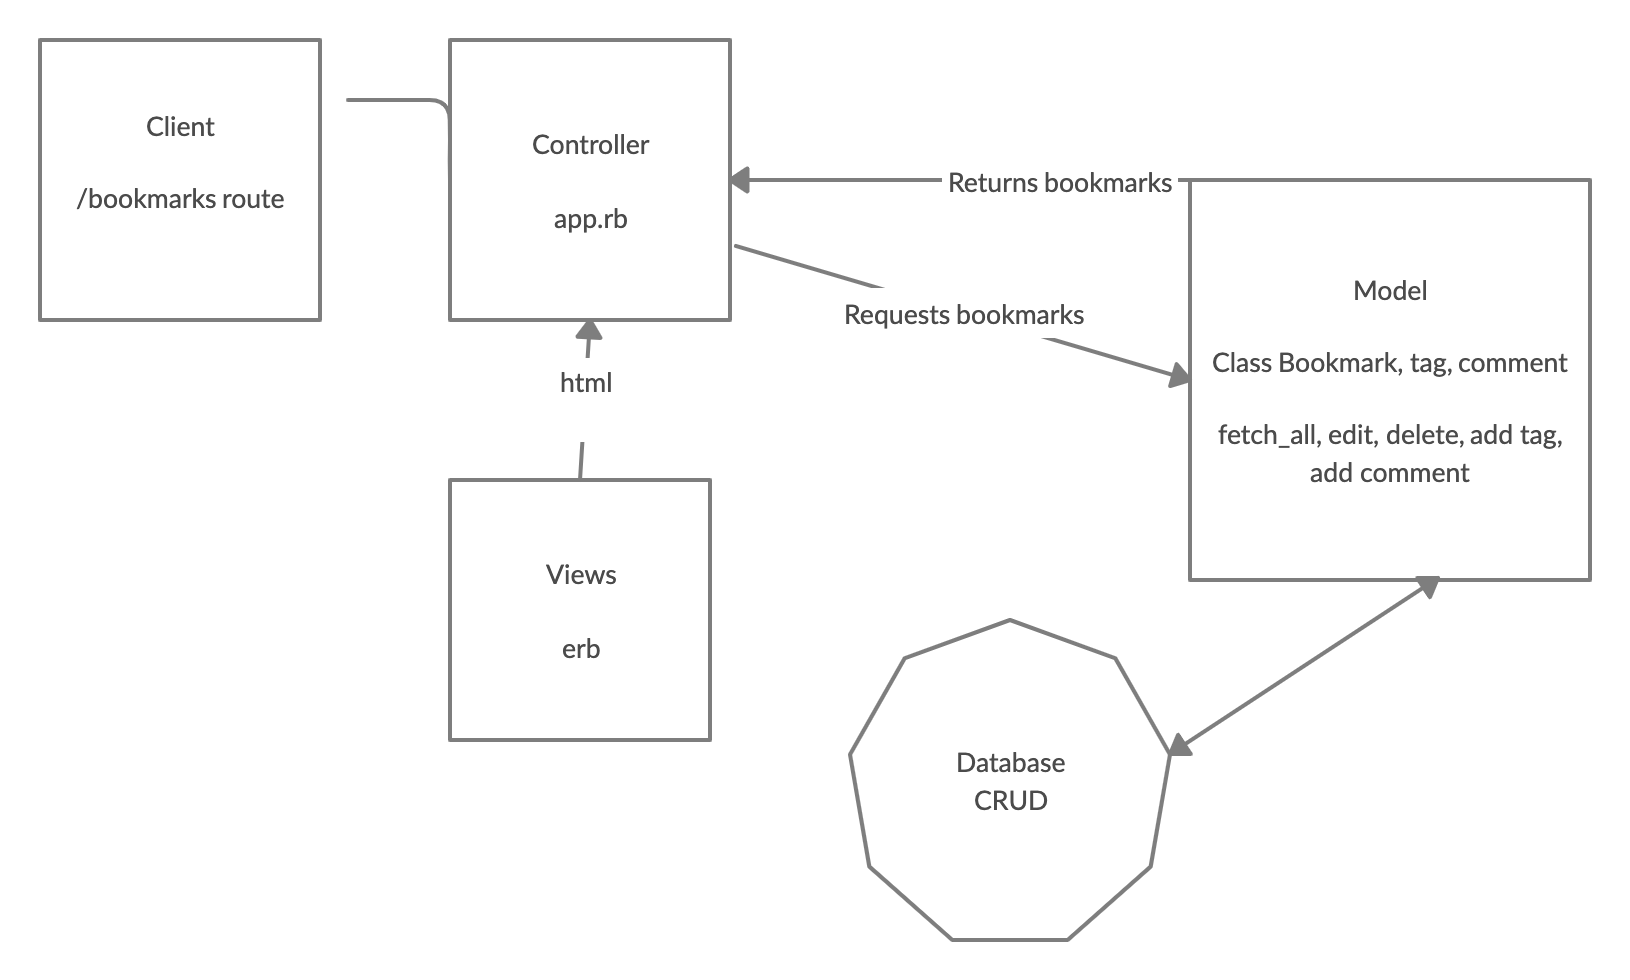 Client
/bookmarks route
Controller
app.rb
Returns bookmarks
Requests bookmarks
Model
Class Bookmark, tag, comment
fetch_all, edit, delete, add tag,
add comment
html
Views
erb
Database
CRUD